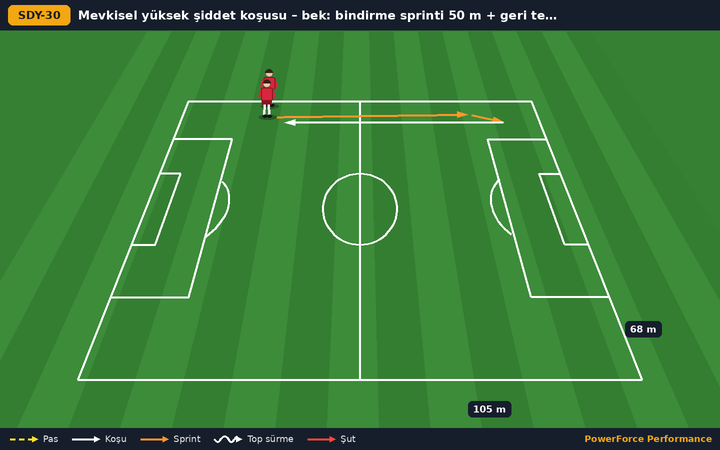 SDY-30 Mevkisel yüksek şiddet koşusu – bek: bindirme sprinti 50 m + geri te...
68 m
105 m
Pas Koşu Sprint Top sürme Şut PowerForce Performance